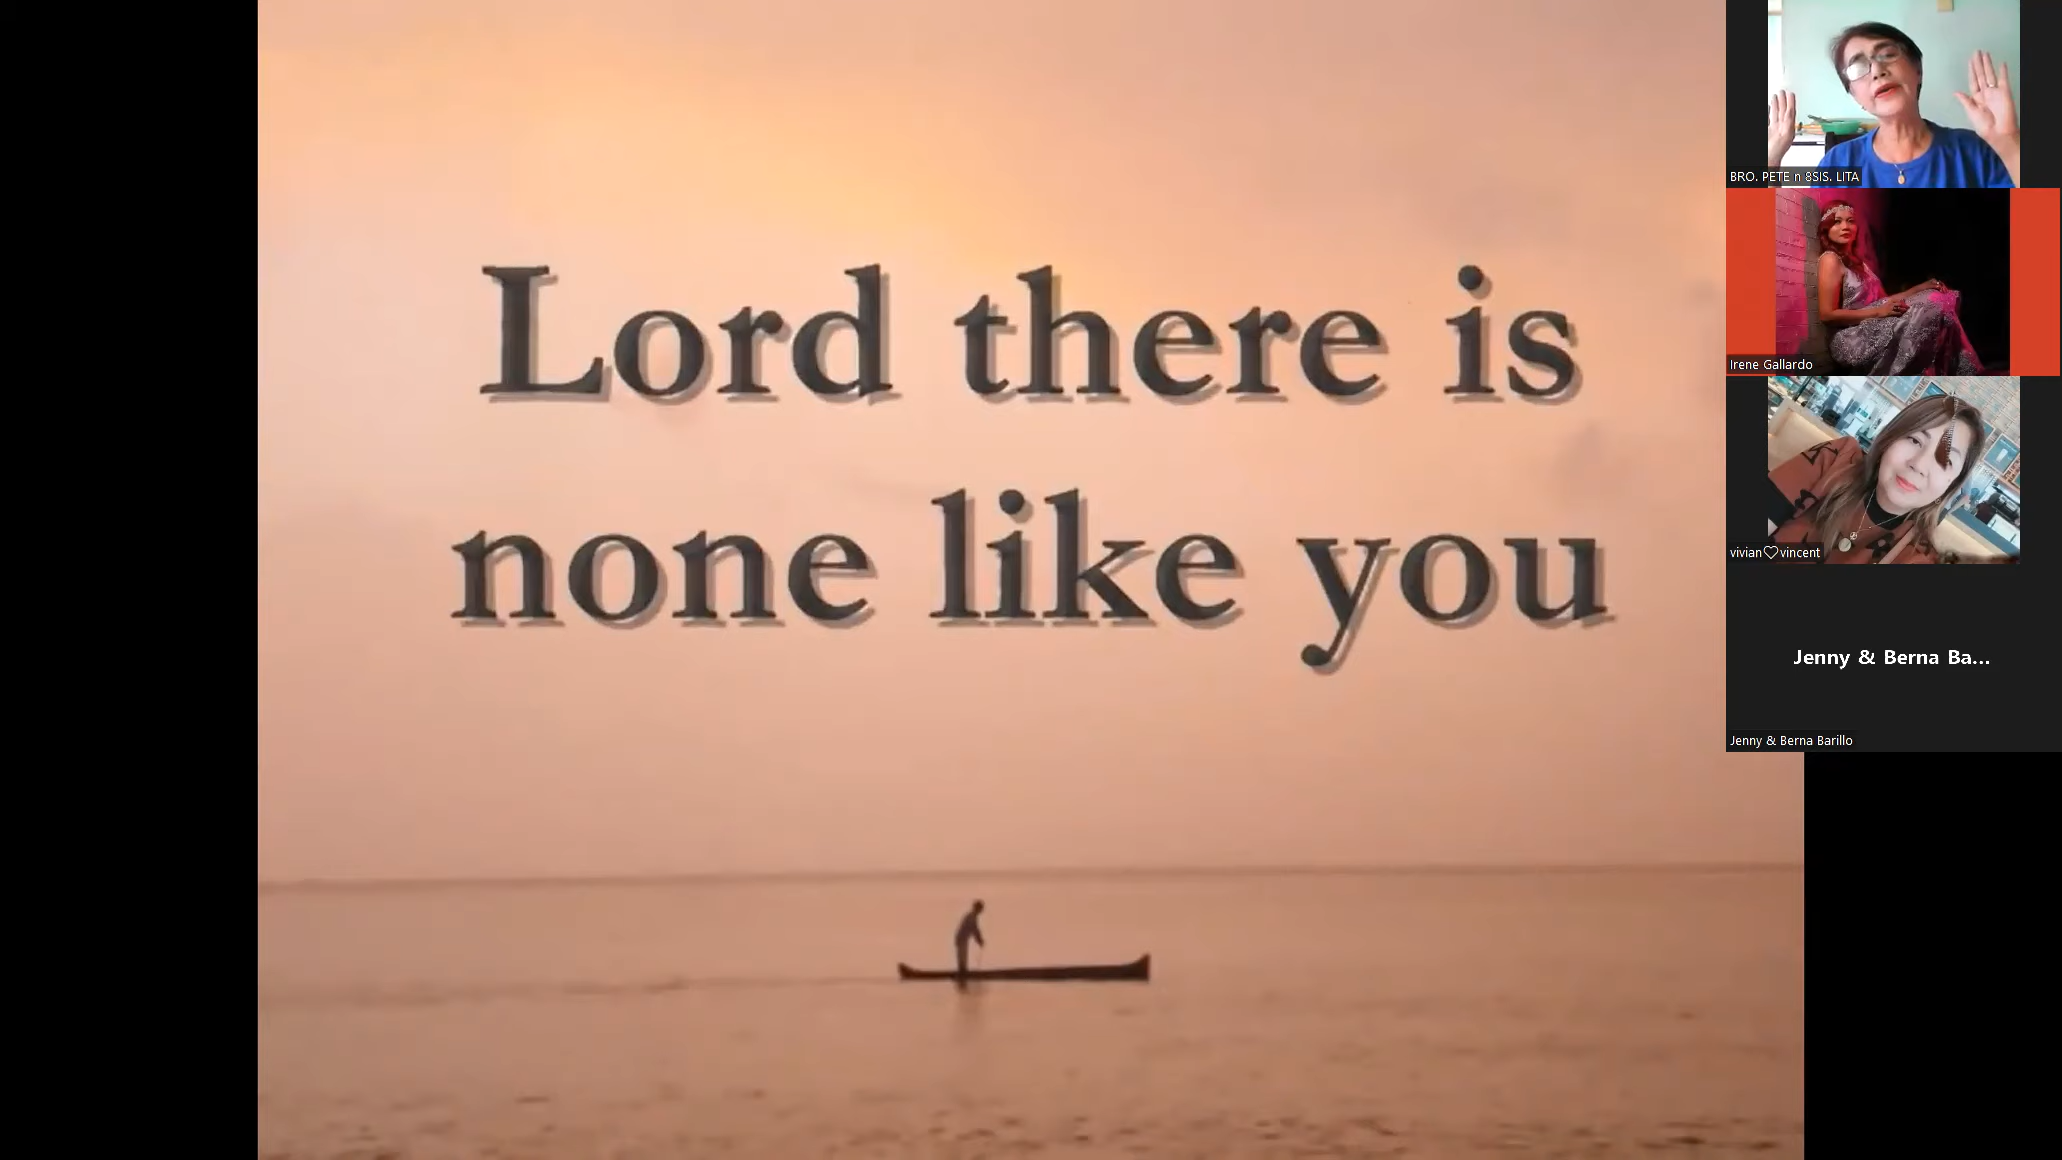 Lord there is
none like you
BRO. PETE n 8SIS. LITA
Irene Gallardo
vivian♡vincent
Jenny & Berna Ba...
Jenny & Berna Barillo